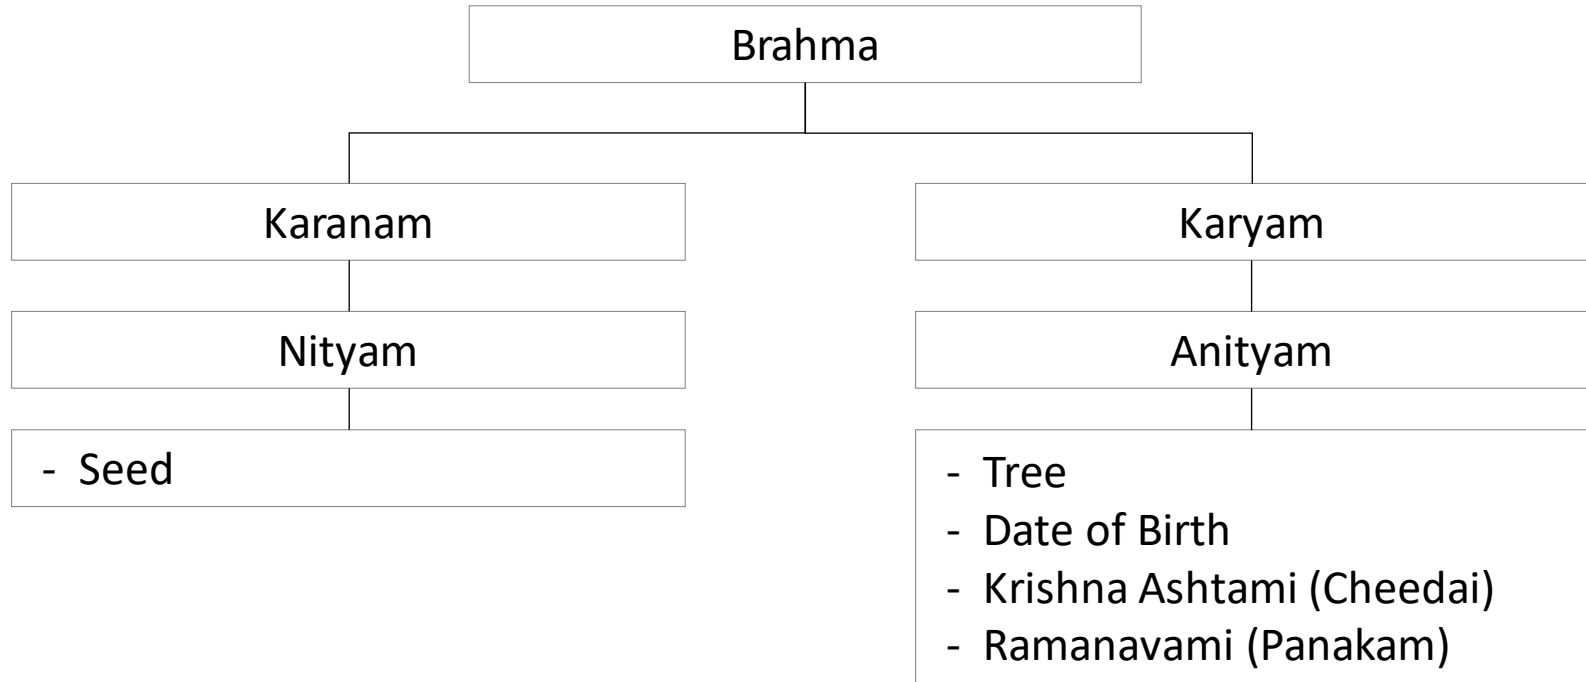 Brahma
Karanam
Karyam
Nityam
Anityam
- Seed
- Tree
- Date of Birth
- Krishna Ashtami (Cheedai)
- Ramanavami (Panakam)